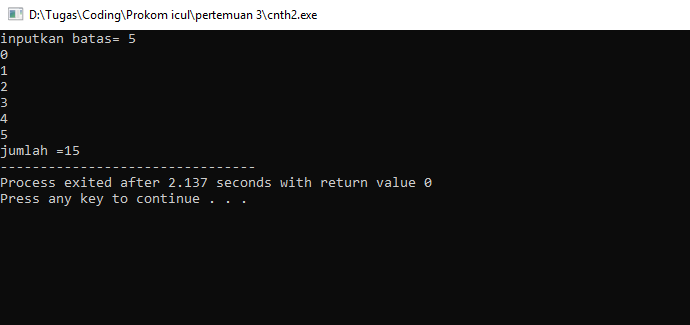 D:\Tugas\Coding\Prokom icul\pertemuan 3\cnth2.exe
inputkan batas= 5
0
1
2
3
4
5
jumlah =15
--------------------------------
Process exited after 2.137 seconds with return value 0
Press any key to continue . . .